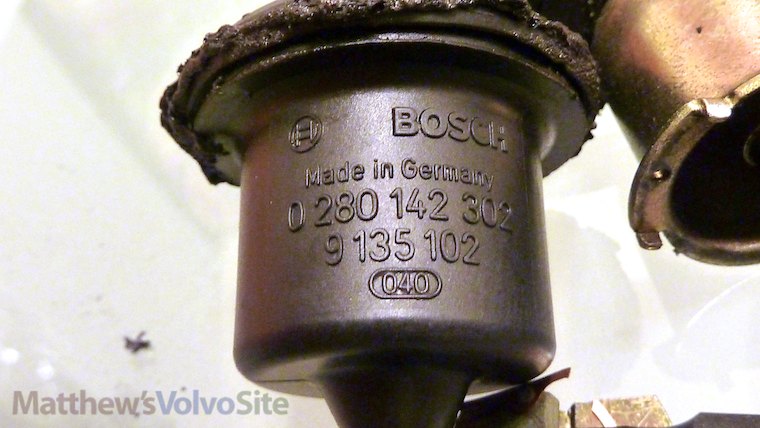 BOSCH
Made in Germany
0 280 142 302
9 135 102
040
Matthew'sVolvoSite